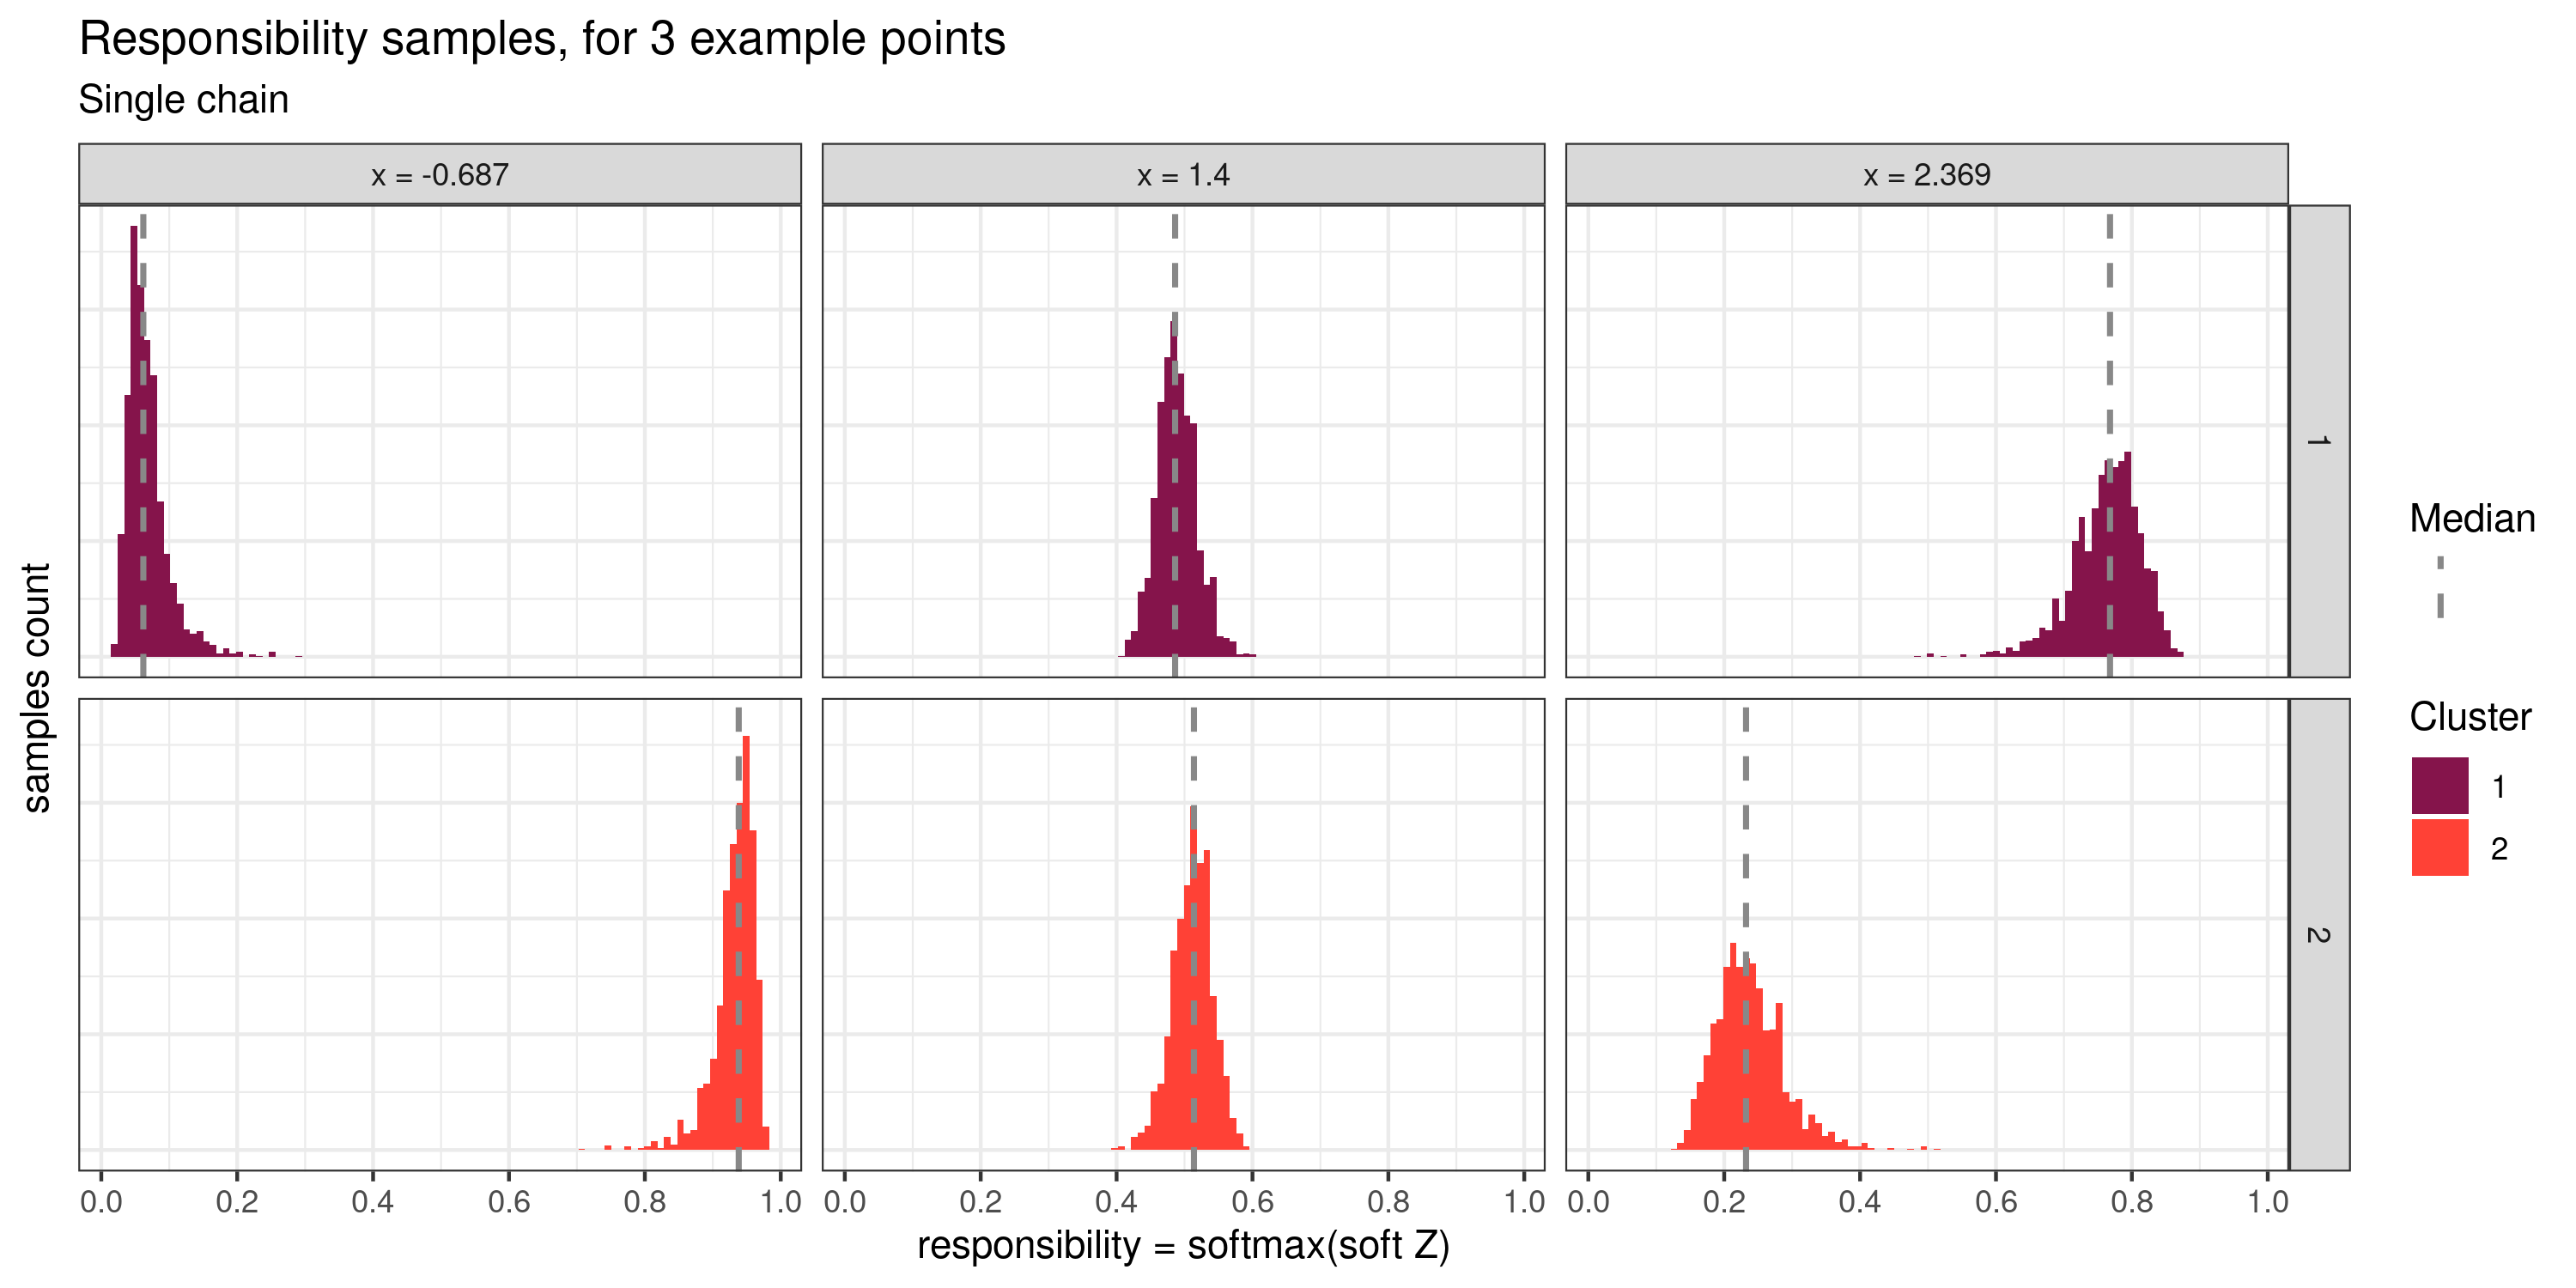 Responsibility samples, for 3 example points
Single chain
x = -0.687
x = 1.4
x = 2.369
samples count
1
2
0.0 0.2 0.4 0.6 0.8 1.0
0.0 0.2 0.4 0.6 0.8 1.0
0.0 0.2 0.4 0.6 0.8 1.0
responsibility = softmax(soft Z)
Median
Cluster
1
2